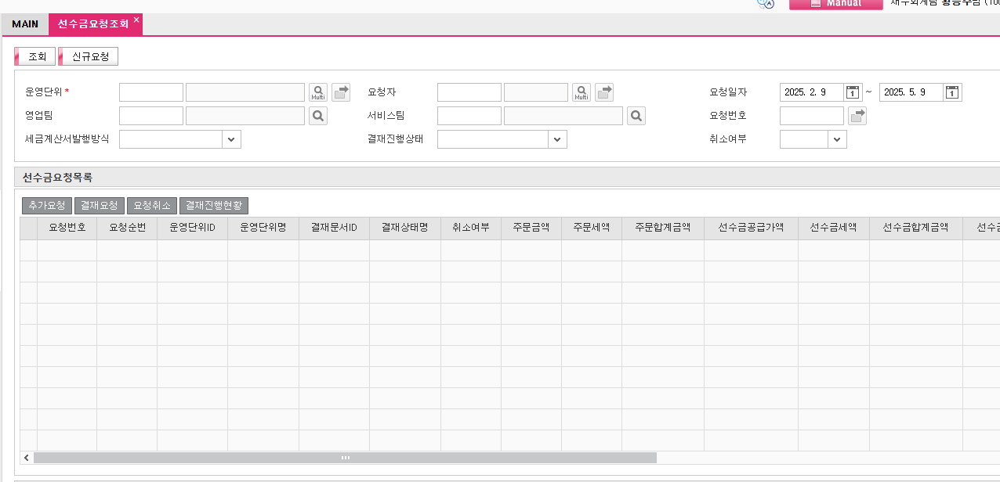 Manual
MAIN 선수금요청조회 ×
조회 신규요청
운영단위 * Multi 요청자 Multi 요청일자 2025. 2. 9 1 ~ 2025. 5. 9 1
영업팀 서비스팀 요청번호
세금계산서발행방식 결재진행상태 취소여부
선수금요청목록
추가요청 결재요청 요청취소 결재진행현황
요청번호 요청순번 운영단위ID 운영단위명 결재문서ID 결재상태명 취소여부 주문금액 주문세액 주문합계금액 선수금공급가액 선수금세액 선수금합계금액